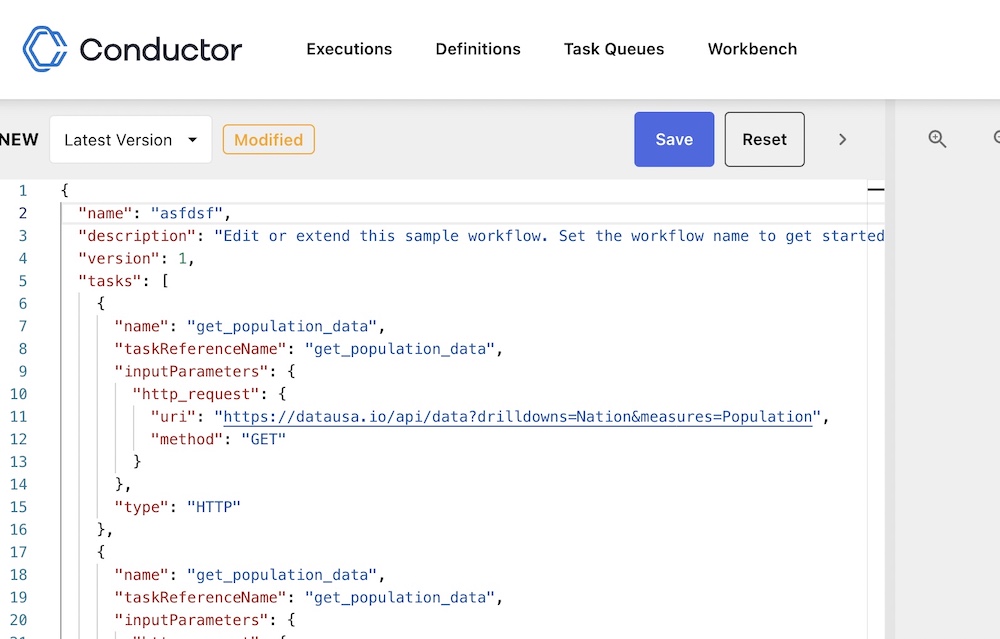 Conductor Executions Definitions Task Queues Workbench
NEW Latest Version Modified Save Reset
1 {
2 "name": "asfdsf",
3 "description": "Edit or extend this sample workflow. Set the workflow name to get started
4 "version": 1,
5 "tasks": [
6 {
7 "name": "get_population_data",
8 "taskReferenceName": "get_population_data",
9 "inputParameters": {
10 "http_request": {
11 "uri": "https://datausa.io/api/data?drilldowns=Nation&measures=Population",
12 "method": "GET"
13 }
14 },
15 "type": "HTTP"
16 },
17 {
18 "name": "get_population_data",
19 "taskReferenceName": "get_population_data",
20 "inputParameters": {